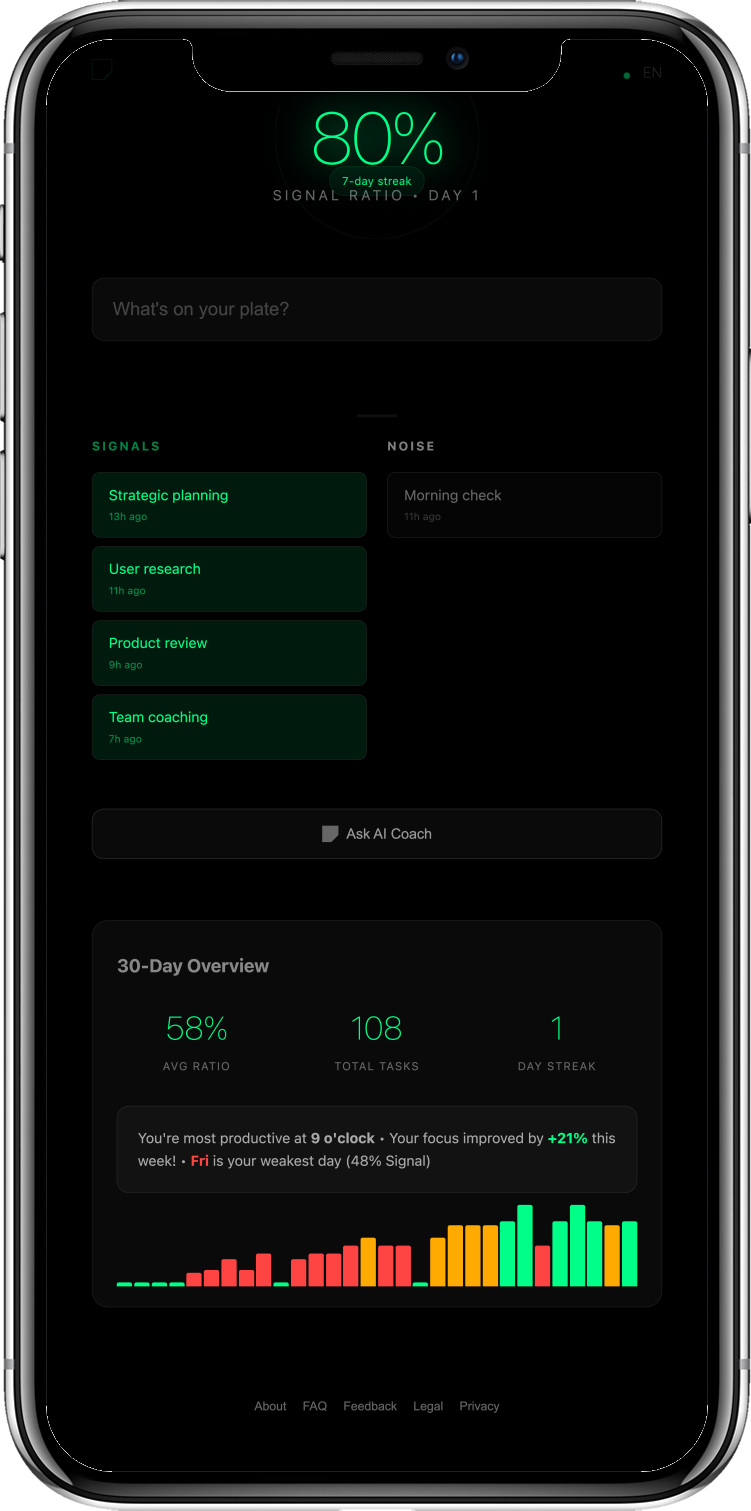 EN
80%
7-day streak
SIGNAL RATIO • DAY 1
What's on your plate?
SIGNALS
NOISE
Strategic planning
13h ago
Morning check
11h ago
User research
11h ago
Product review
9h ago
Team coaching
7h ago
Ask AI Coach
30-Day Overview
58%
108
1
AVG RATIO
TOTAL TASKS
DAY STREAK
You're most productive at 9 o'clock • Your focus improved by +21% this
week! • Fri is your weakest day (48% Signal)
About FAQ Feedback Legal Privacy